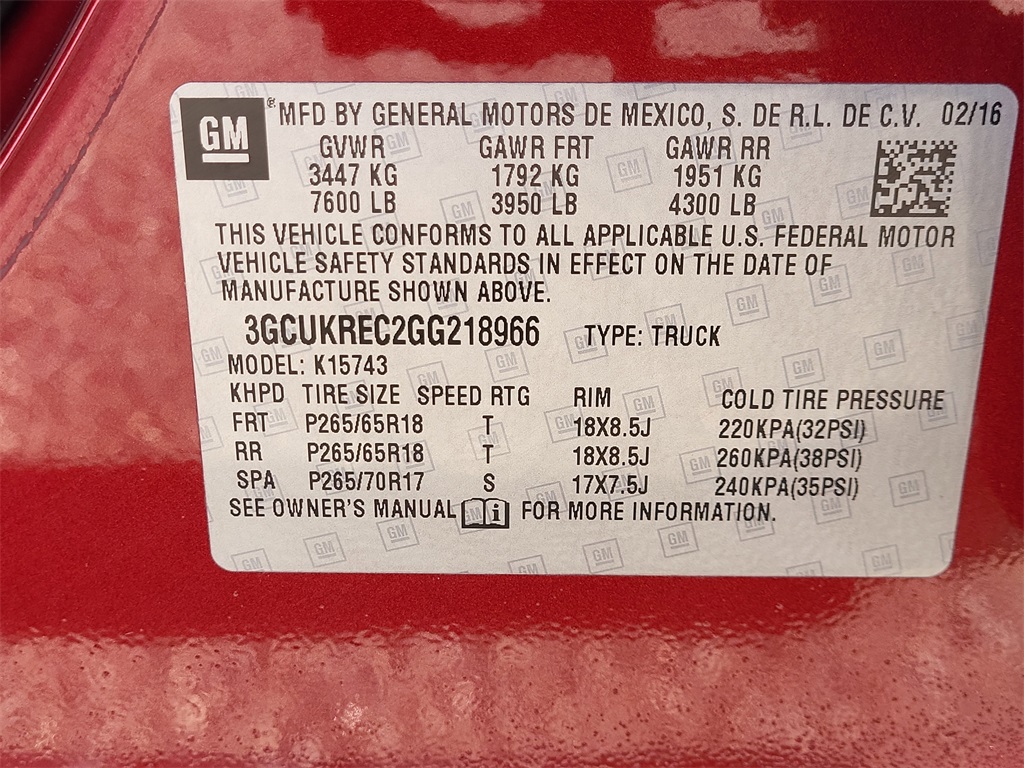 GM ® MFD BY GENERAL MOTORS DE MEXICO, S. DE R.L. DE C.V. 02/16
GVWR GAWR FRT GAWR RR
3447 KG 1792 KG 1951 KG
7600 LB 3950 LB 4300 LB
THIS VEHICLE CONFORMS TO ALL APPLICABLE U.S. FEDERAL MOTOR
VEHICLE SAFETY STANDARDS IN EFFECT ON THE DATE OF
MANUFACTURE SHOWN ABOVE.
3GCUKREC2GG218966 TYPE: TRUCK
MODEL: K15743
KHPD TIRE SIZE SPEED RTG RIM COLD TIRE PRESSURE
FRT P265/65R18 T 18X8.5J 220KPA(32PSI)
RR P265/65R18 T 18X8.5J 260KPA(38PSI)
SPA P265/70R17 S 17X7.5J 240KPA(35PSI)
SEE OWNER'S MANUAL i FOR MORE INFORMATION.